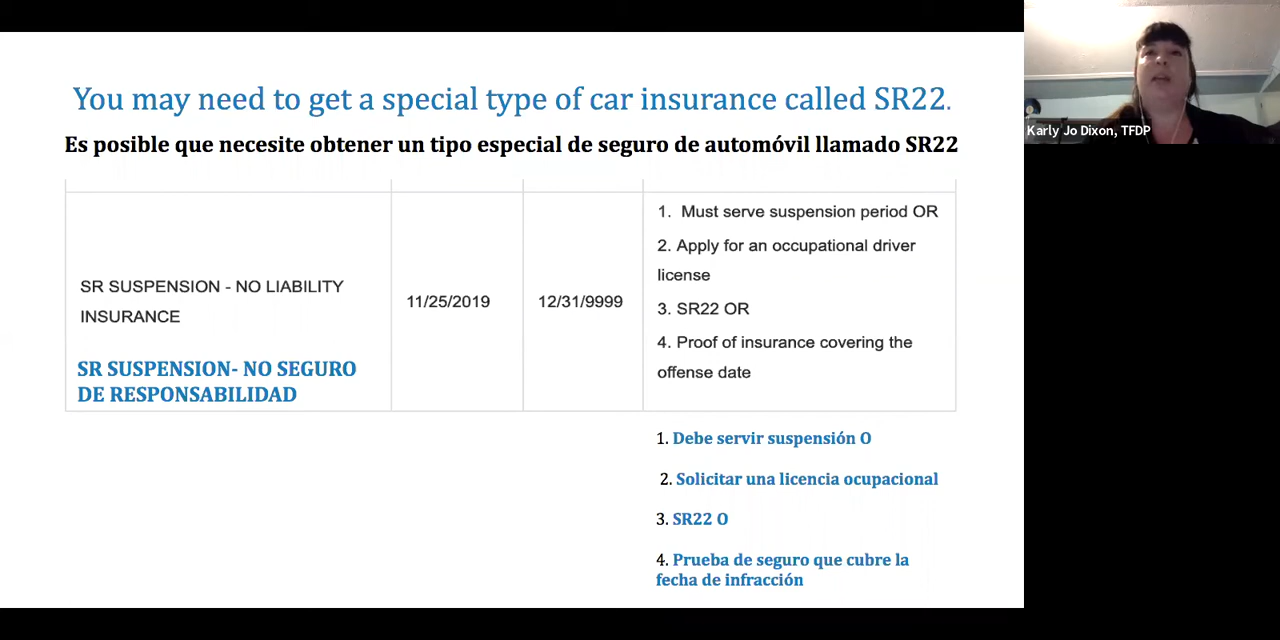 You may need to get a special type of car insurance called SR22.
Es posible que necesite obtener un tipo especial de seguro de automóvil llamado SR22
SR SUSPENSION - NO LIABILITY
INSURANCE
SR SUSPENSION- NO SEGURO
DE RESPONSABILIDAD
11/25/2019
12/31/9999
1. Must serve suspension period OR
2. Apply for an occupational driver
license
3. SR22 OR
4. Proof of insurance covering the
offense date
1. Debe servir suspensión O
2. Solicitar una licencia ocupacional
3. SR22 O
4. Prueba de seguro que cubre la
fecha de infracción
Karly Jo Dixon, TFDP